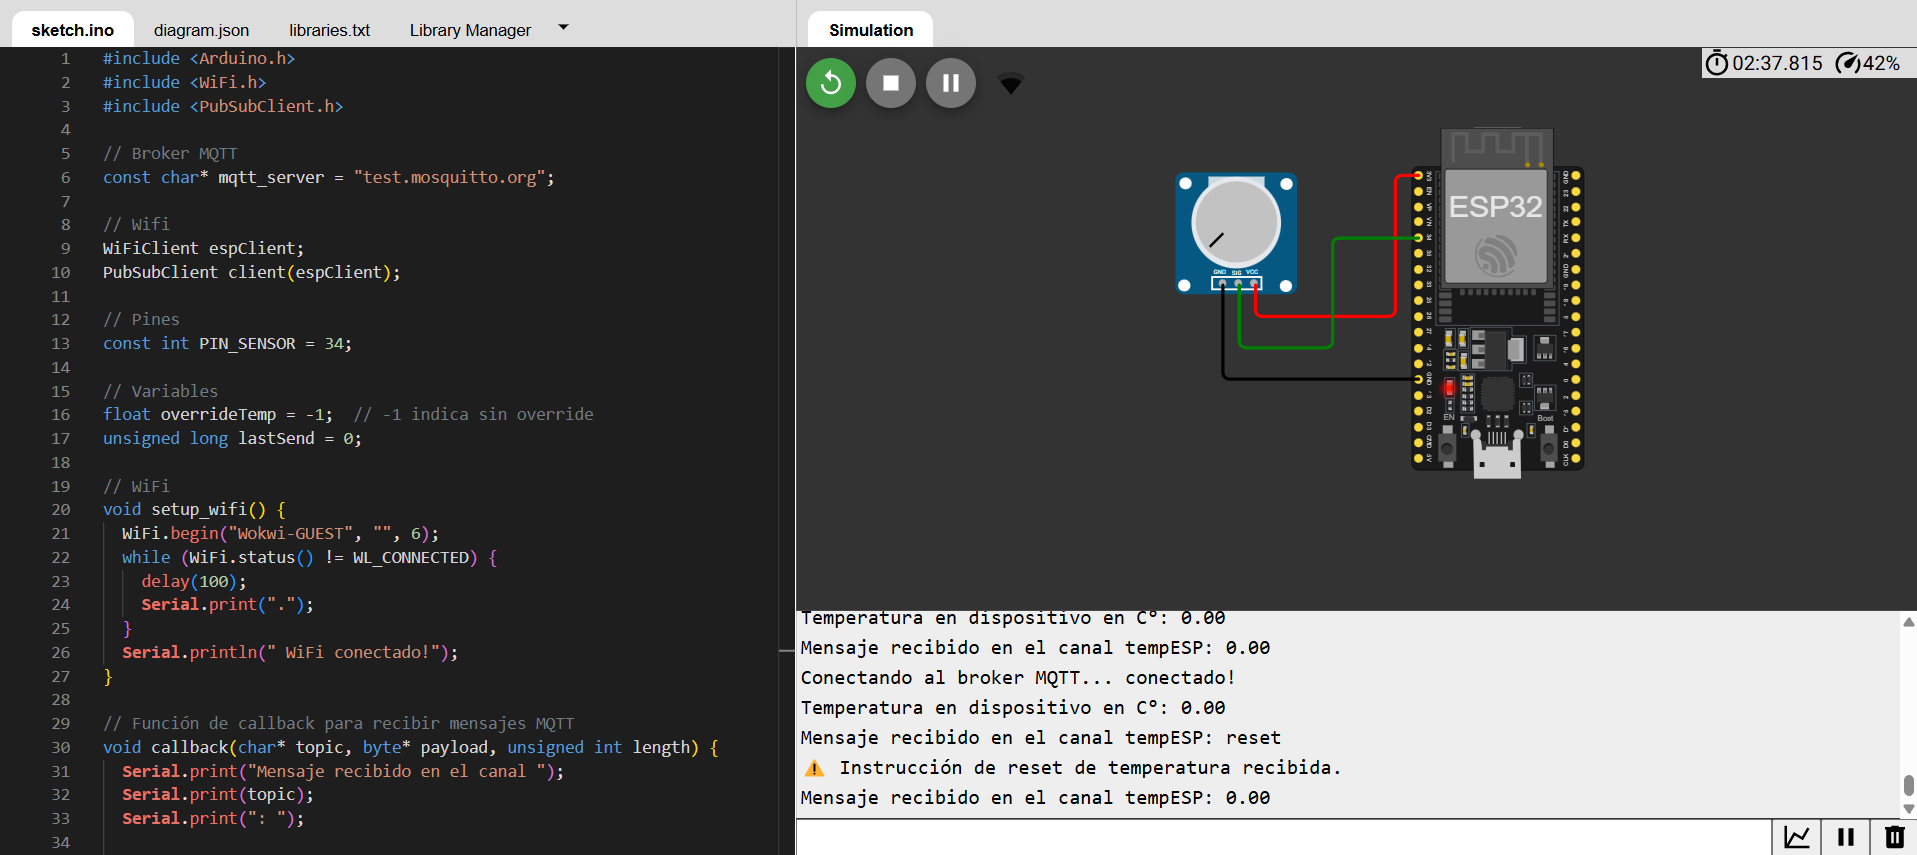 sketch.ino diagram.json libraries.txt Library Manager
1 #include <Arduino.h>
2 #include <WiFi.h>
3 #include <PubSubClient.h>
4
5 // Broker MQTT
6 const char* mqtt_server = "test.mosquitto.org";
7
8 // Wifi
9 WiFiClient espClient;
10 PubSubClient client(espClient);
11
12 // Pines
13 const int PIN_SENSOR = 34;
14
15 // Variables
16 float overrideTemp = -1;  // -1 indica sin override
17 unsigned long lastSend = 0;
18
19 // WiFi
20 void setup_wifi() {
21   WiFi.begin("Wokwi-GUEST", "", 6);
22   while (WiFi.status() != WL_CONNECTED) {
23     delay(100);
24     Serial.print(".");
25   }
26   Serial.println(" WiFi conectado!");
27 }
28
29 // Función de callback para recibir mensajes MQTT
30 void callback(char* topic, byte* payload, unsigned int length) {
31   Serial.print("Mensaje recibido en el canal ");
32   Serial.print(topic);
33   Serial.print(": ");
34
Simulation
02:37.815 42%
GND SIG VCC
ESP32
EN Boot
Temperatura en dispositivo en C°: 0.00
Mensaje recibido en el canal tempESP: 0.00
Conectando al broker MQTT... conectado!
Temperatura en dispositivo en C°: 0.00
Mensaje recibido en el canal tempESP: reset
⚠ Instrucción de reset de temperatura recibida.
Mensaje recibido en el canal tempESP: 0.00